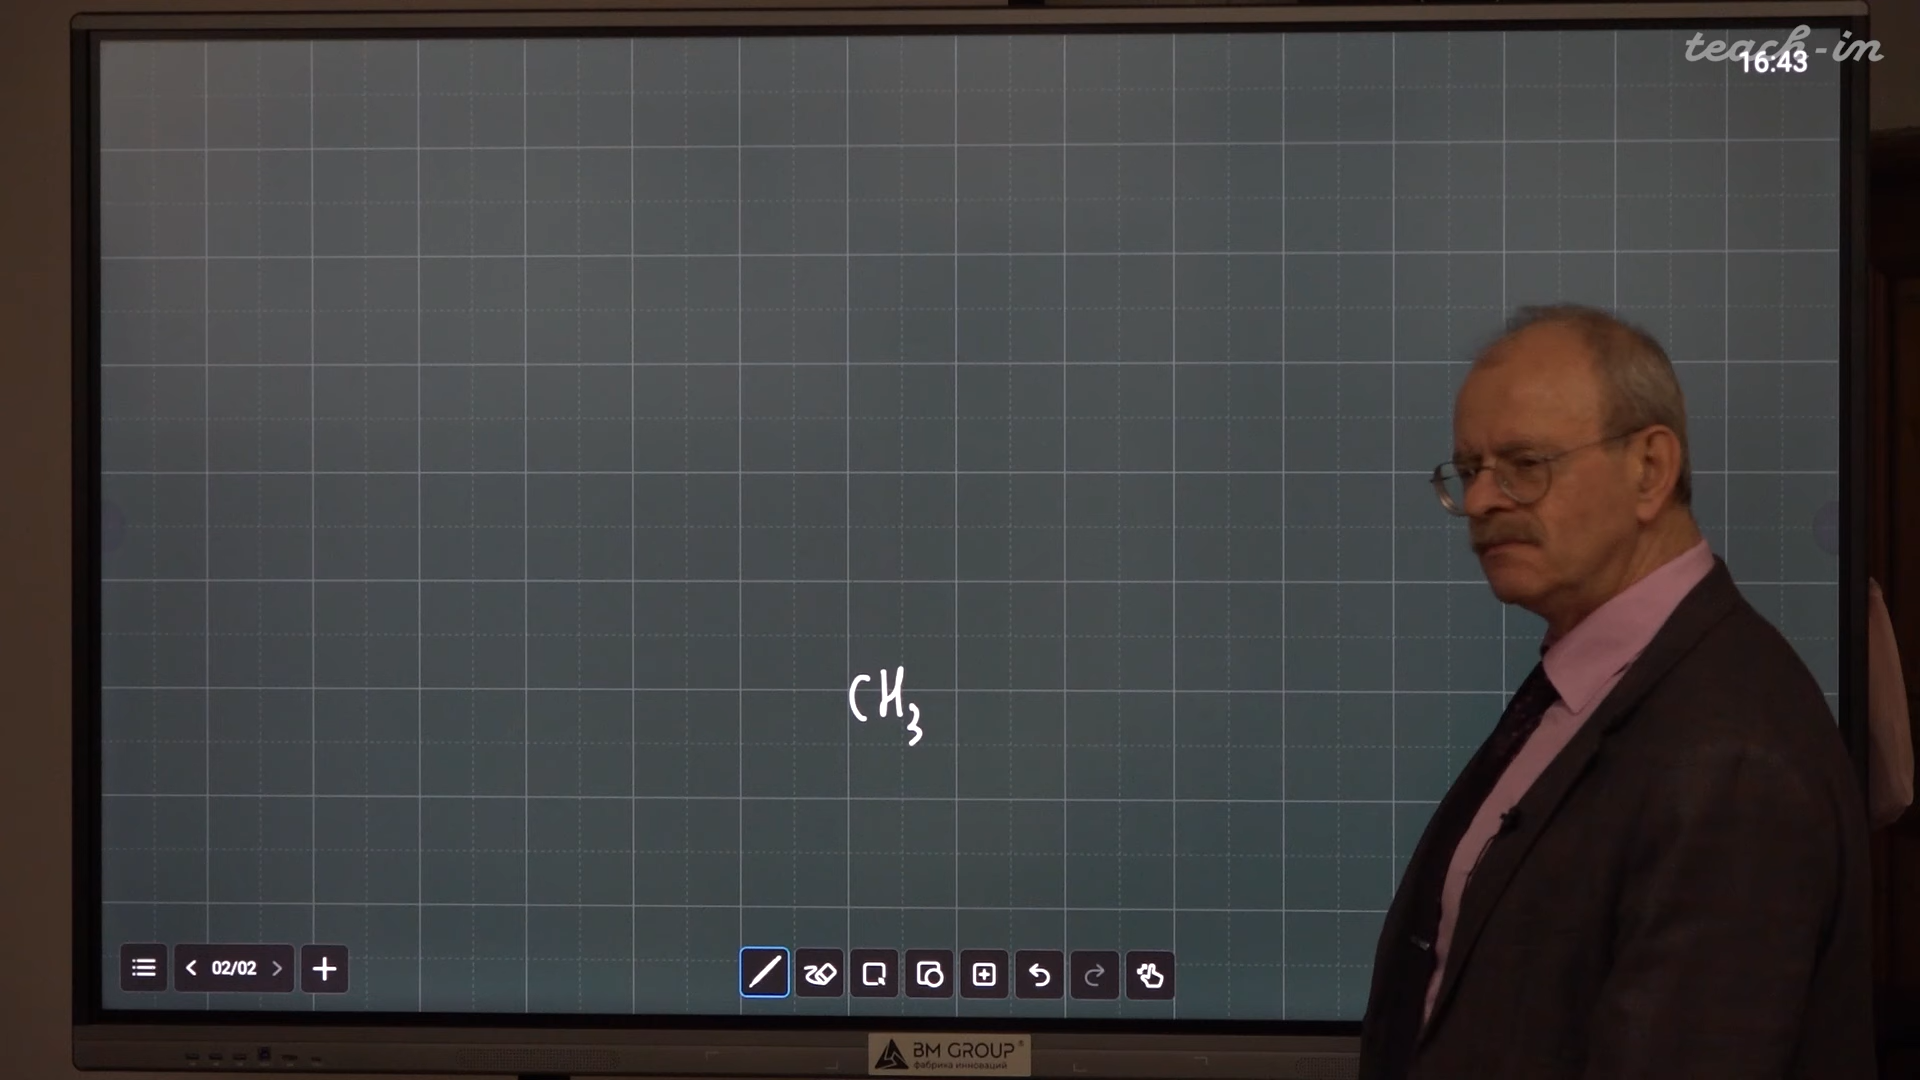 teach-in
16:43
CH₃
02/02
BM GROUP®
фабрика инноваций